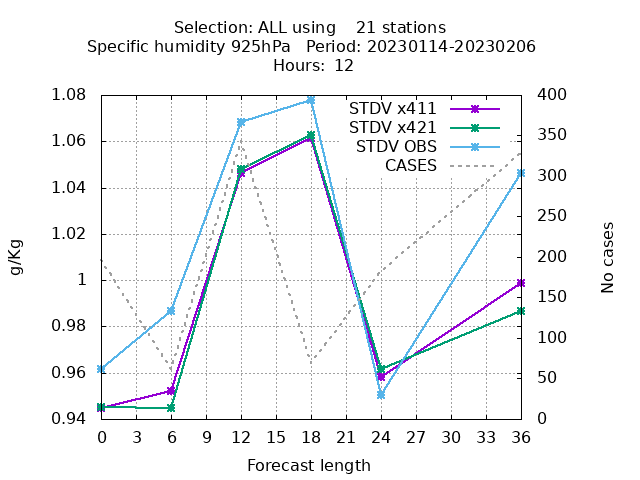 Selection: ALL using    21 stations
Specific humidity 925hPa   Period: 20230114-20230206
Hours:  12
1.08
1.06
1.04
1.02
1
0.98
0.96
0.94
g/Kg
STDV x411
STDV x421
STDV OBS
CASES
400
350
300
250
200
150
100
50
0
No cases
0 3 6 9 12 15 18 21 24 27 30 33 36
Forecast length